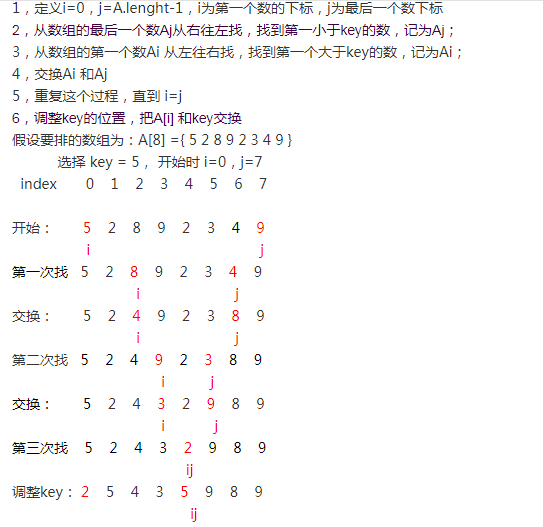 1，定义i=0，j=A.lenght-1，i为第一个数的下标，j为最后一个数下标
2，从数组的最后一个数Aj从右往左找，找到第一小于key的数，记为Aj；
3，从数组的第一个数Ai 从左往右找，找到第一个大于key的数，记为Ai；
4，交换Ai 和Aj
5，重复这个过程，直到 i=j
6，调整key的位置，把A[i] 和key交换
假设要排的数组为：A[8] ={ 5 2 8 9 2 3 4 9 }
选择 key = 5， 开始时 i=0，j=7
index 0 1 2 3 4 5 6 7
开始： 5 2 8 9 2 3 4 9
i j
第一次找 5 2 8 9 2 3 4 9
i j
交换： 5 2 4 9 2 3 8 9
i j
第二次找 5 2 4 9 2 3 8 9
i j
交换： 5 2 4 3 2 9 8 9
i j
第三次找 5 2 4 3 2 9 8 9
ij
调整key： 2 5 4 3 5 9 8 9
ij